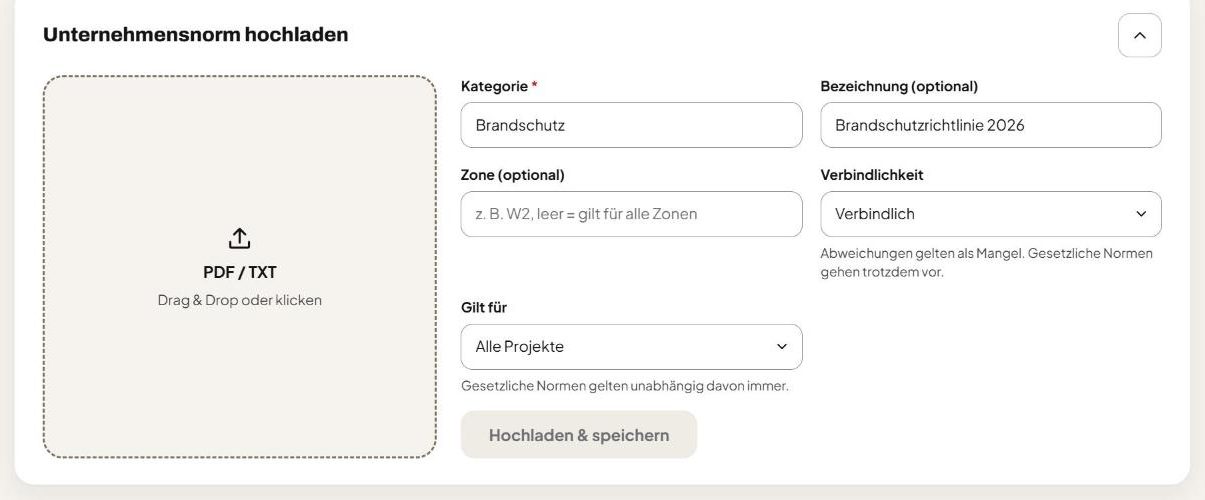 Unternehmensnorm hochladen
PDF / TXT
Drag & Drop oder klicken
Kategorie *
Brandschutz
Bezeichnung (optional)
Brandschutzrichtlinie 2026
Zone (optional)
z. B. W2, leer = gilt für alle Zonen
Verbindlichkeit
Verbindlich
Abweichungen gelten als Mangel. Gesetzliche Normen
gehen trotzdem vor.
Gilt für
Alle Projekte
Gesetzliche Normen gelten unabhängig davon immer.
Hochladen & speichern